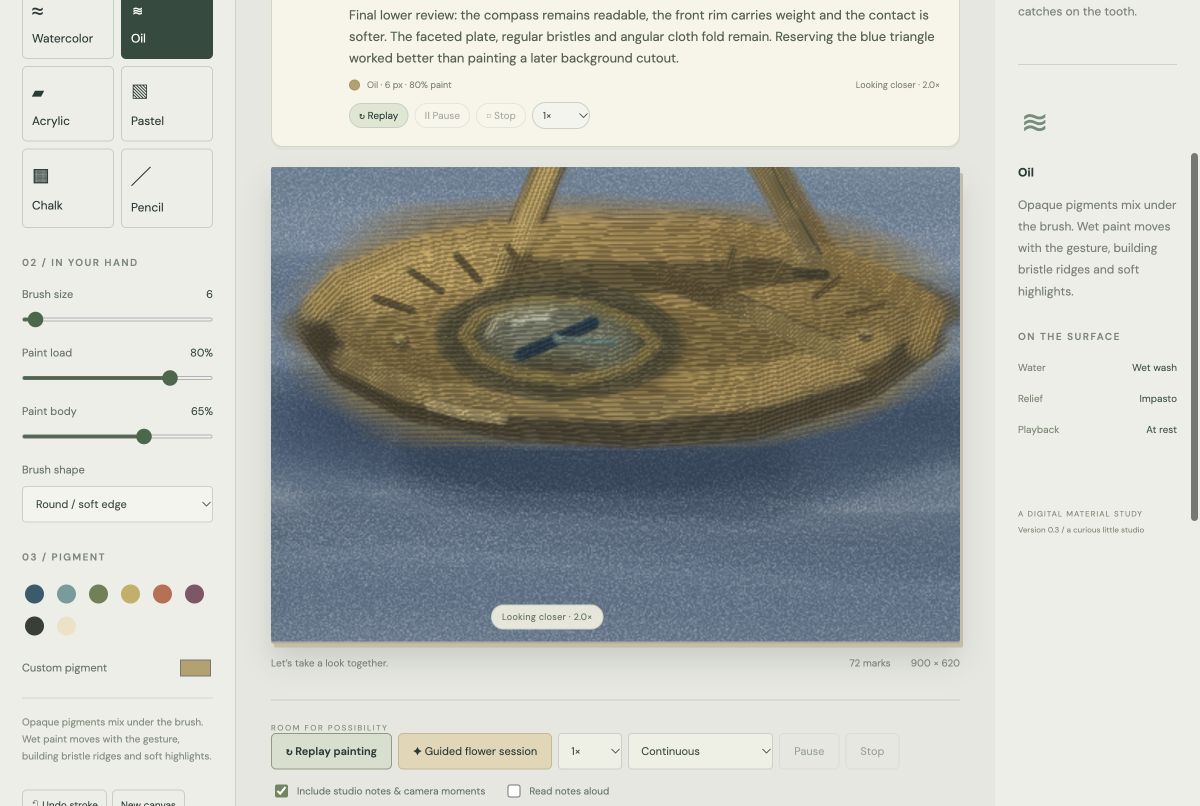 Watercolor
Oil
Acrylic
Pastel
Chalk
Pencil
02 / IN YOUR HAND
Brush size 6
Paint load 80%
Paint body 65%
Brush shape
Round / soft edge
03 / PIGMENT
Custom pigment
Opaque pigments mix under the brush.
Wet paint moves with the gesture,
building bristle ridges and soft highlights.
Undo stroke New canvas
Final lower review: the compass remains readable, the front rim carries weight and the contact is
softer. The faceted plate, regular bristles and angular cloth fold remain. Reserving the blue triangle
worked better than painting a later background cutout.
Oil · 6 px · 80% paint Looking closer · 2.0×
↻ Replay II Pause Stop 1×
Looking closer · 2.0×
Let's take a look together. 72 marks 900 × 620
ROOM FOR POSSIBILITY
↻ Replay painting ✦ Guided flower session 1× Continuous Pause Stop
Include studio notes & camera moments Read notes aloud
catches on the tooth.
Oil
Opaque pigments mix under
the brush. Wet paint moves
with the gesture, building
bristle ridges and soft
highlights.
ON THE SURFACE
Water Wet wash
Relief Impasto
Playback At rest
A DIGITAL MATERIAL STUDY
Version 0.3 / a curious little studio